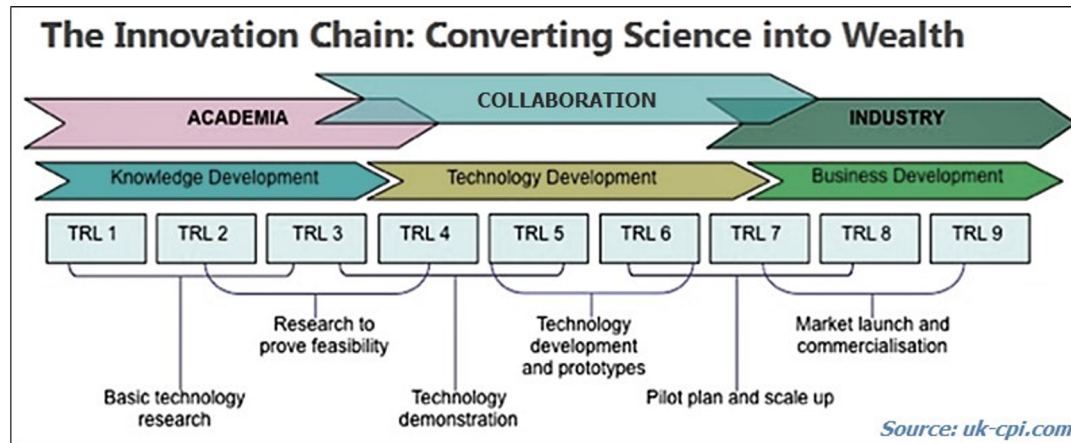 The Innovation Chain: Converting Science into Wealth
COLLABORATION
ACADEMIA
INDUSTRY
Knowledge Development
Technology Development
Business Development
TRL 1
TRL 2
TRL 3
TRL 4
TRL 5
TRL 6
TRL 7
TRL 8
TRL 9
Research to
prove feasibility
Technology
development
and prototypes
Market launch and
commercialisation
Basic technology
research
Technology
demonstration
Pilot plan and scale up
Source: uk-cpi.com